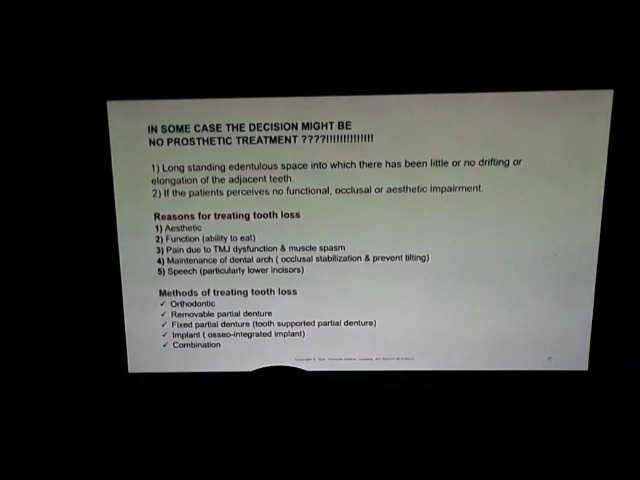 IN SOME CASE THE DECISION MIGHT BE
NO PROSTHETIC TREATMENT ????!!!!!!!!!!!!!!
1) Long standing edentulous space into which there has been little or no drifting or
elongation of the adjacent teeth.
2) If the patients perceives no functional, occlusal or aesthetic impairment.
Reasons for treating tooth loss
1) Aesthetic
2) Function (ability to eat)
3) Pain due to TMJ dysfunction & muscle spasm
4) Maintenance of dental arch ( occlusal stabilization & prevent tilting)
5) Speech (particularly lower incisors)
Methods of treating tooth loss
✓ Orthodontic
✓ Removable partial denture
✓ Fixed partial denture (tooth supported partial denture)
✓ Implant ( osseo-integrated implant)
✓ Combination